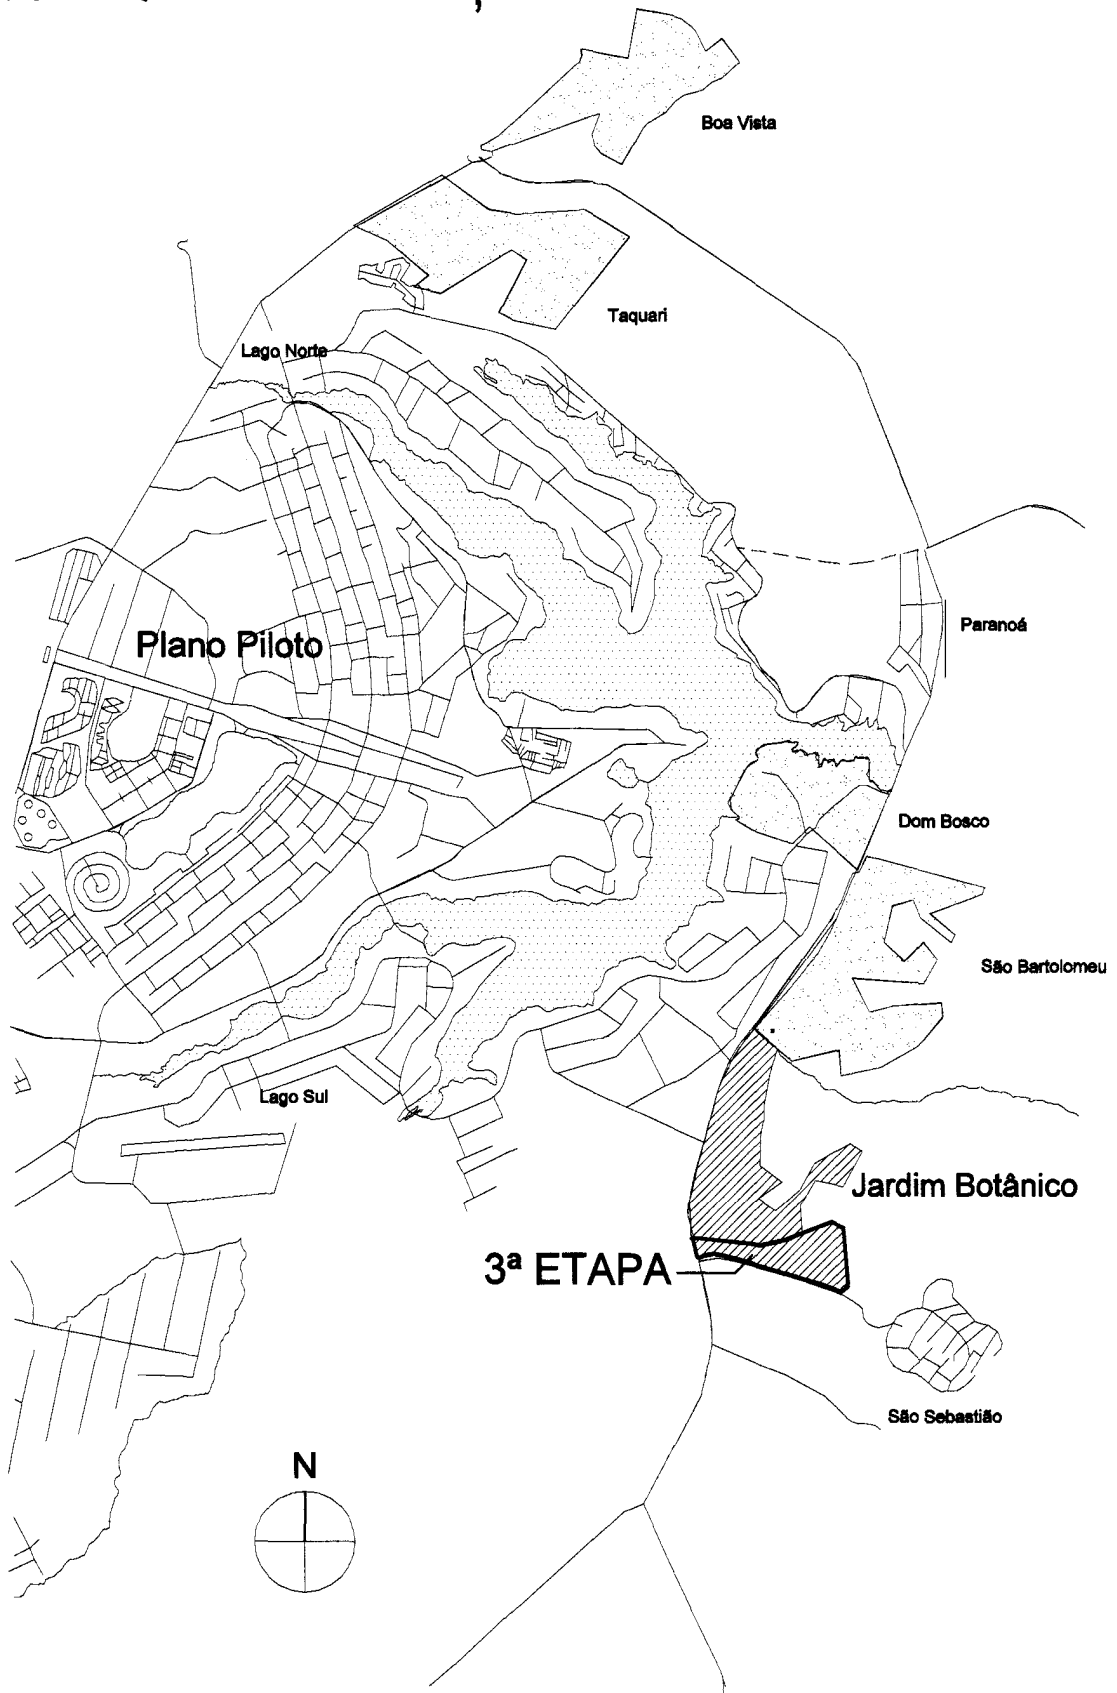 Boa Vista
Taquari
Lago Norte
Plano Piloto
Paranoá
Dom Bosco
São Bartolomeu
Lago Sul
Jardim Botânico
3ª ETAPA
São Sebastião
N